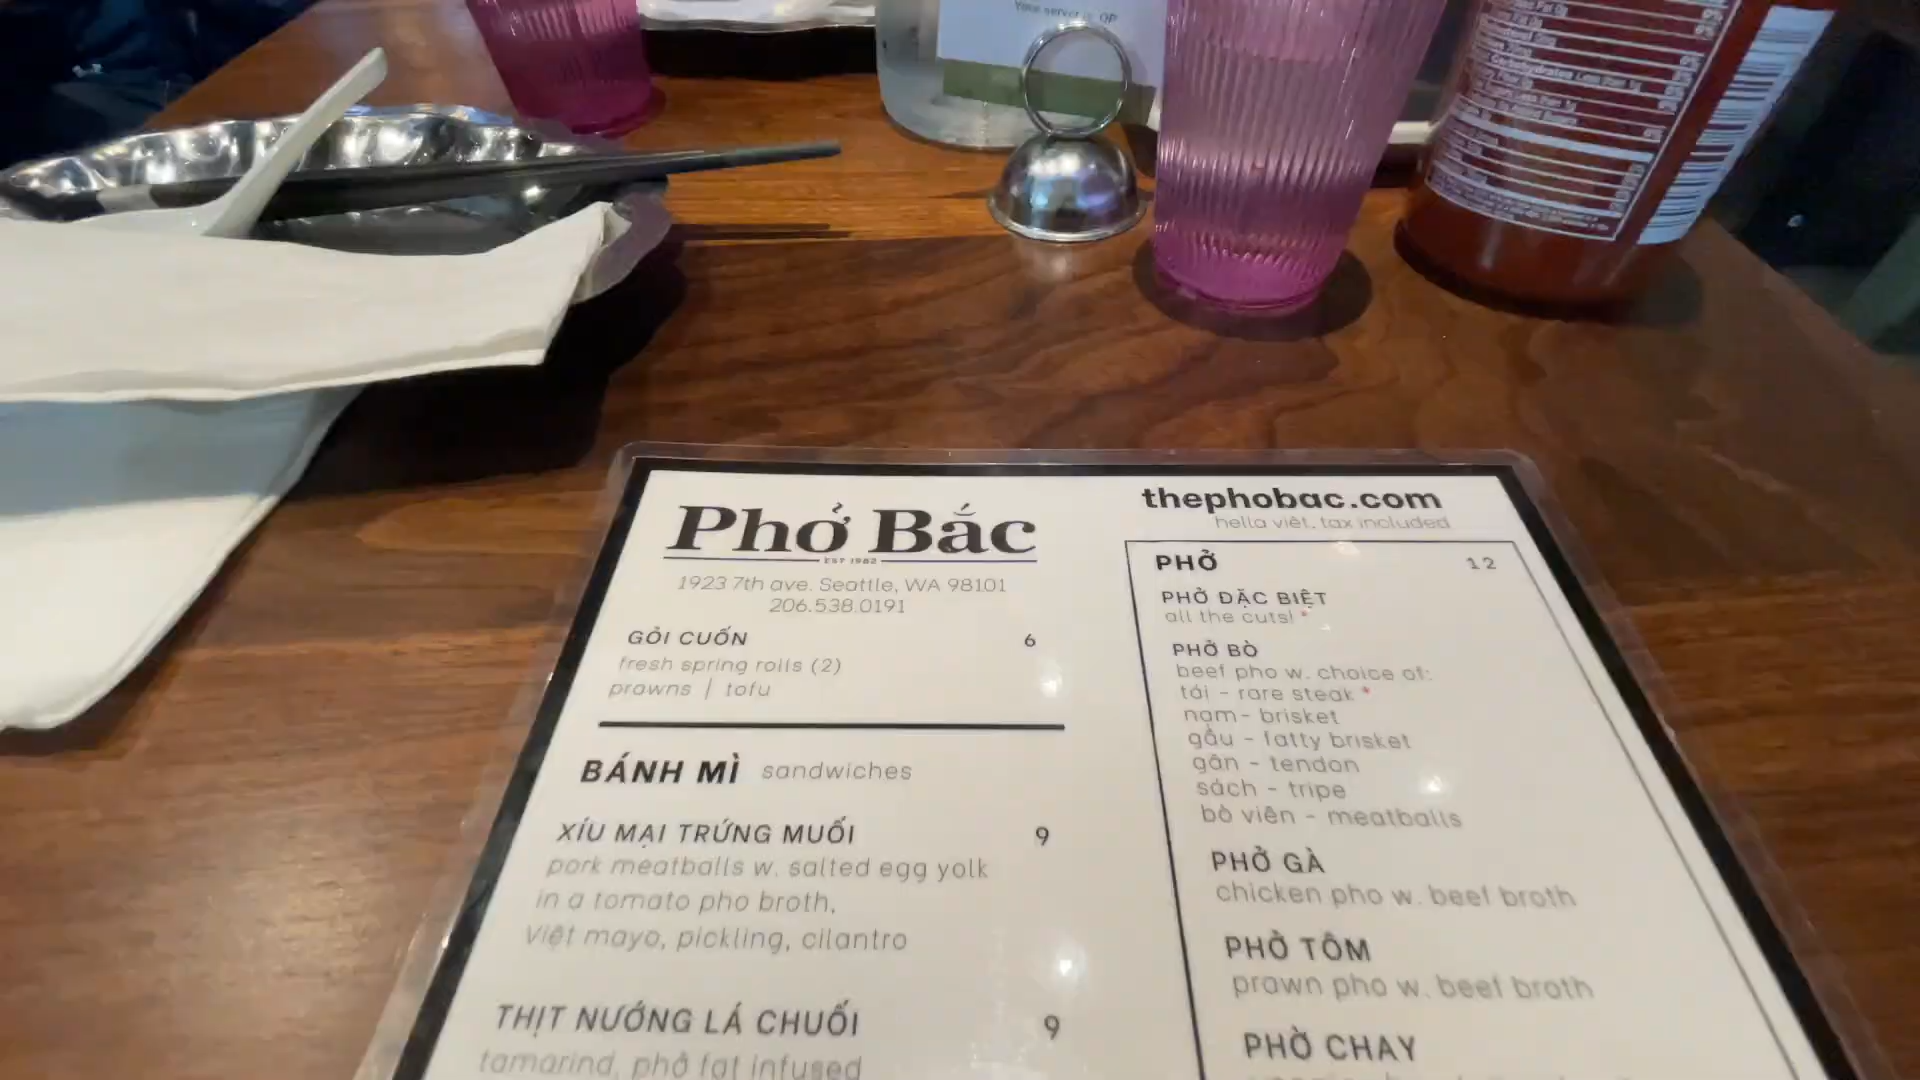 Your server is: OP
Phở Bắc
EST 1982
1923 7th ave. Seattle, WA 98101
206.538.0191
GỎI CUỐN 6
fresh spring rolls (2)
prawns | tofu
BÁNH MÌ sandwiches
XÍU MẠI TRỨNG MUỐI 9
pork meatballs w. salted egg yolk
in a tomato pho broth,
Việt mayo, pickling, cilantro
THỊT NƯỚNG LÁ CHUỐI 9
tamarind, phở fat infused
thephobac.com
hella việt. tax included
PHỞ 12
PHỞ ĐẶC BIỆT
all the cuts! *
PHỞ BÒ
beef pho w. choice of:
tái - rare steak *
nạm - brisket
gầu - fatty brisket
gân - tendon
sách - tripe
bò viên - meatballs
PHỞ GÀ
chicken pho w. beef broth
PHỞ TÔM
prawn pho w. beef broth
PHỞ CHAY